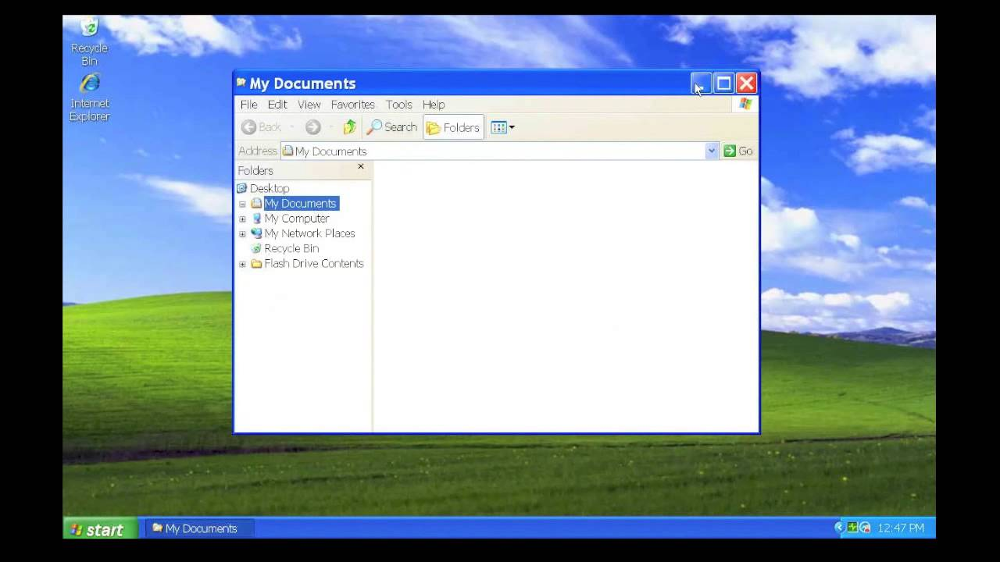 Recycle
Bin
Internet
Explorer
My Documents
File Edit View Favorites Tools Help
Back Search Folders
Address My Documents Go
Folders
Desktop
My Documents
My Computer
My Network Places
Recycle Bin
Flash Drive Contents
start My Documents 12:47 PM